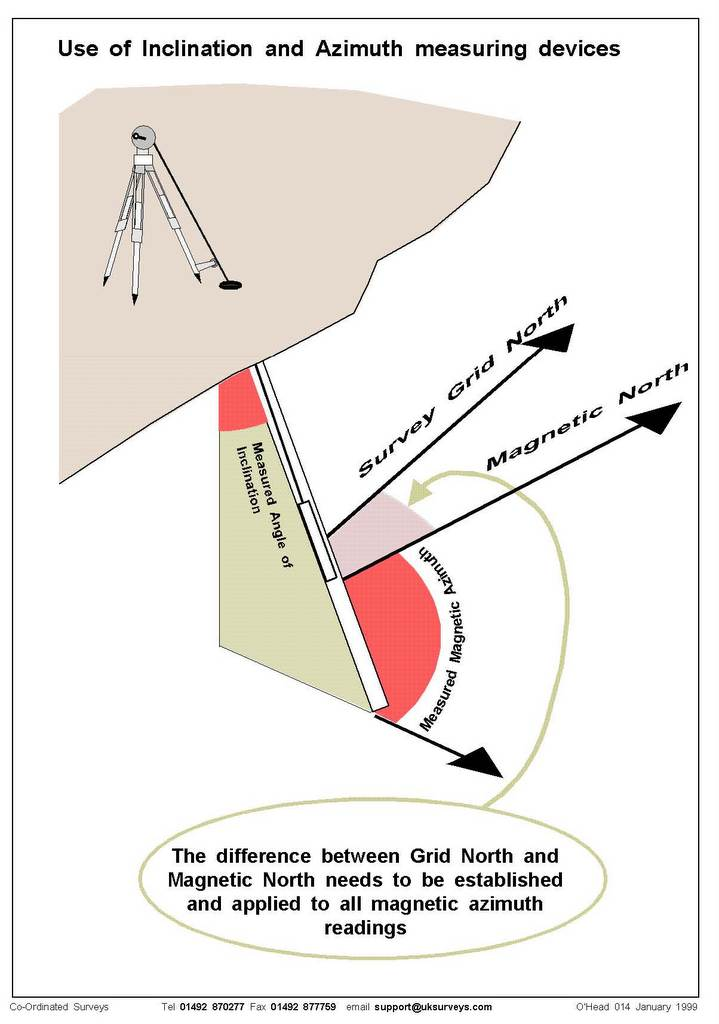 Use of Inclination and Azimuth measuring devices
Survey Grid North
Magnetic North
Measured Angle of
Inclination
Measured Magnetic Azimuth
The difference between Grid North and
Magnetic North needs to be established
and applied to all magnetic azimuth
readings
Co-Ordinated Surveys Tel 01492 870277 Fax 01492 877759 email support@uksurveys.com O'Head 014 January 1999